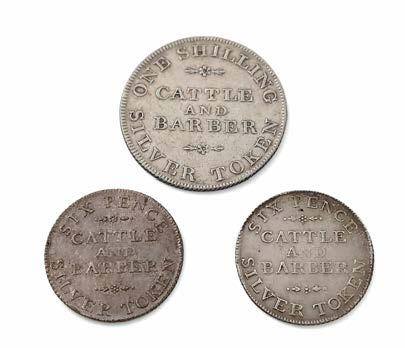 ONE SHILLING
CATTLE
AND
BARBER
SILVER TOKEN
SIX PENCE
CATTLE
AND
BARBER
SILVER TOKEN
SIX PENCE
CATTLE
AND
BARBER
SILVER TOKEN